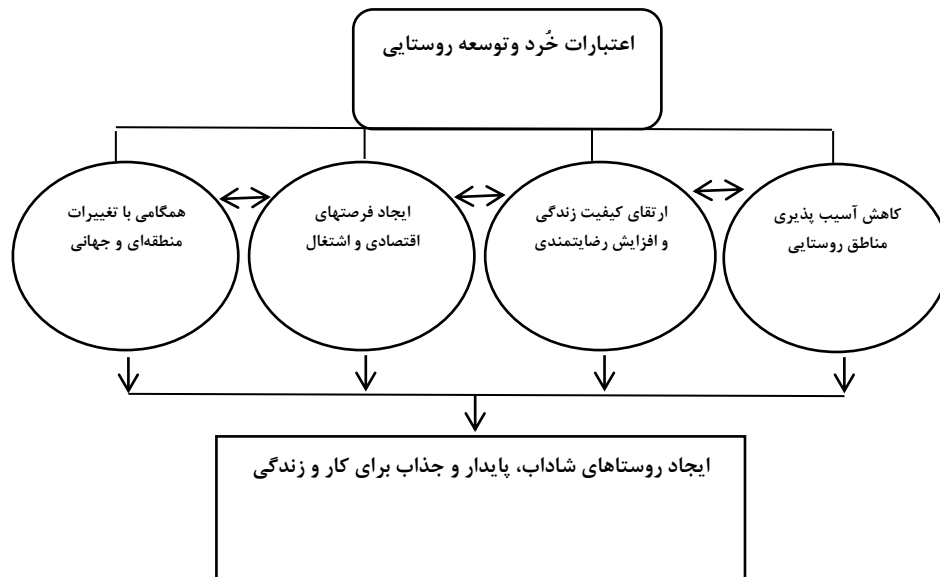 اعتبارات خُرد وتوسعه روستایی
کاهش آسیب پذیری
مناطق روستایی
ارتقای کیفیت زندگی
و افزایش رضایتمندی
ایجاد فرصتهای
اقتصادی و اشتغال
همگامی با تغییرات
منطقه‌ای و جهانی
ایجاد روستاهای شاداب، پایدار و جذاب برای کار و زندگی